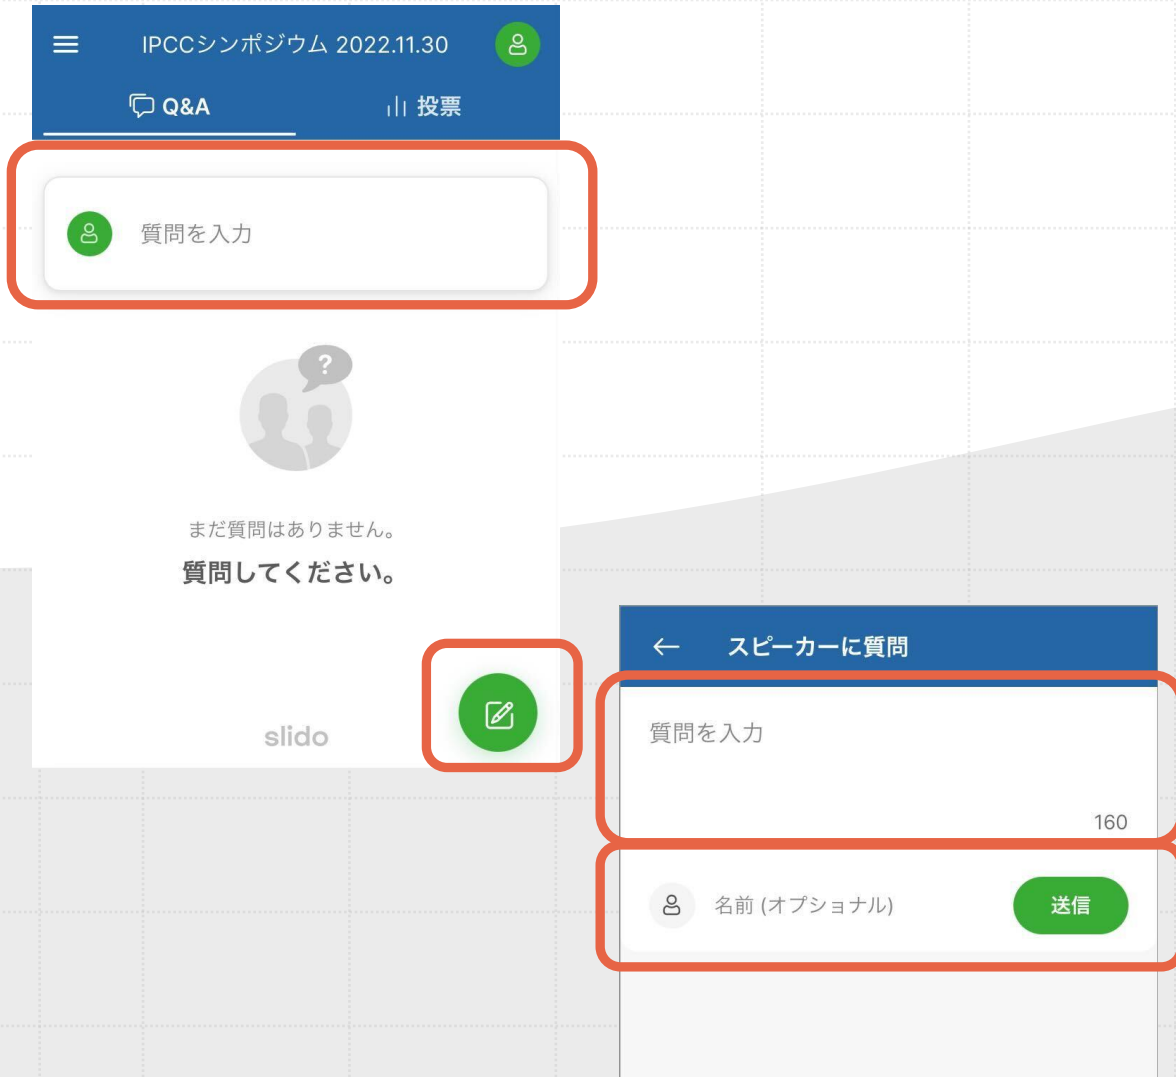 IPCCシンポジウム 2022.11.30
Q&A
投票
質問を入力
?
まだ質問はありません。
質問してください。
slido
スピーカーに質問
質問を入力
160
名前 (オプショナル)
送信